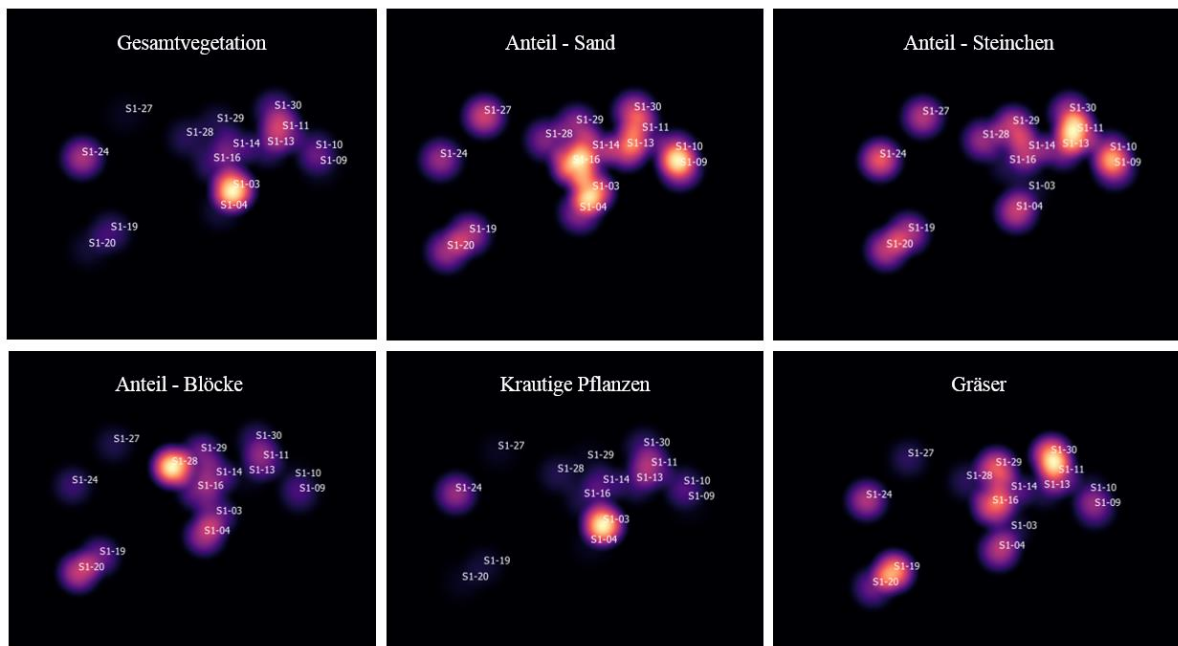 Gesamtvegetation
S1-27
S1-30
S1-29
S1-11
S1-28
S1-14
S1-13
S1-10
S1-24
S1-16
S1-09
S1-03
S1-04
S1-19
S1-20
Anteil - Sand
S1-27
S1-30
S1-29
S1-11
S1-28
S1-14
S1-13
S1-10
S1-24
S1-16
S1-09
S1-03
S1-04
S1-19
S1-20
Anteil - Steinchen
S1-27
S1-30
S1-29
S1-11
S1-28
S1-14
S1-13
S1-10
S1-24
S1-16
S1-09
S1-03
S1-04
S1-19
S1-20
Anteil - Blöcke
S1-27
S1-30
S1-29
S1-11
S1-28
S1-14
S1-13
S1-10
S1-24
S1-16
S1-09
S1-03
S1-04
S1-19
S1-20
Krautige Pflanzen
S1-27
S1-30
S1-29
S1-11
S1-28
S1-14
S1-13
S1-10
S1-24
S1-16
S1-09
S1-03
S1-04
S1-19
S1-20
Gräser
S1-27
S1-30
S1-29
S1-11
S1-28
S1-14
S1-13
S1-10
S1-24
S1-16
S1-09
S1-03
S1-04
S1-19
S1-20